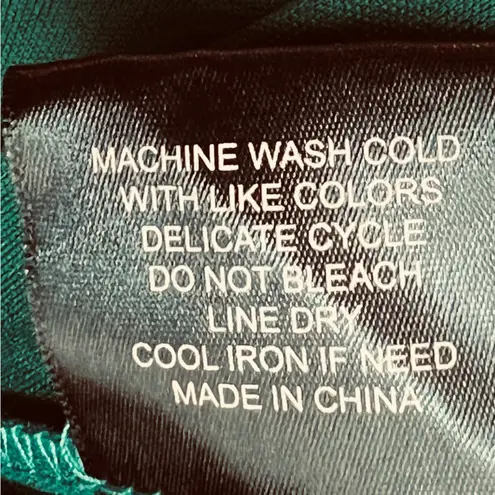 MACHINE WASH COLD
WITH LIKE COLORS
DELICATE CYCLE
DO NOT BLEACH
LINE DRY
COOL IRON IF NEED
MADE IN CHINA